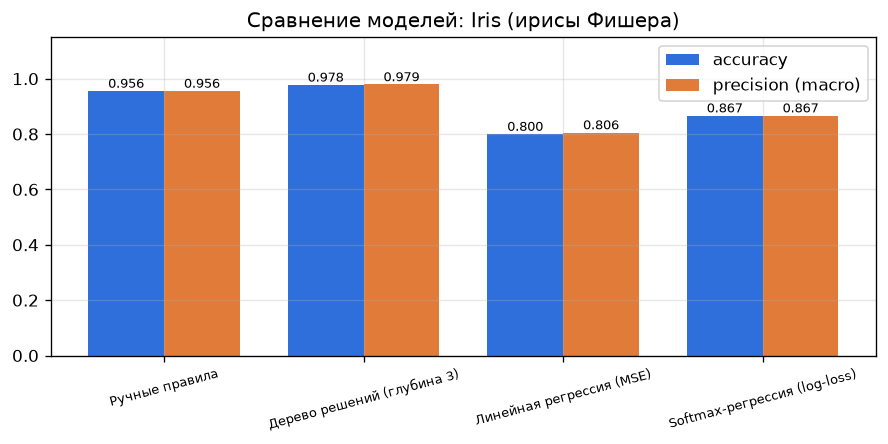 Сравнение моделей: Iris (ирисы Фишера)
accuracy
precision (macro)
1.0
0.8
0.6
0.4
0.2
0.0
0.956 0.956
0.978 0.979
0.800 0.806
0.867 0.867
Ручные правила
Дерево решений (глубина 3)
Линейная регрессия (MSE)
Softmax-регрессия (log-loss)